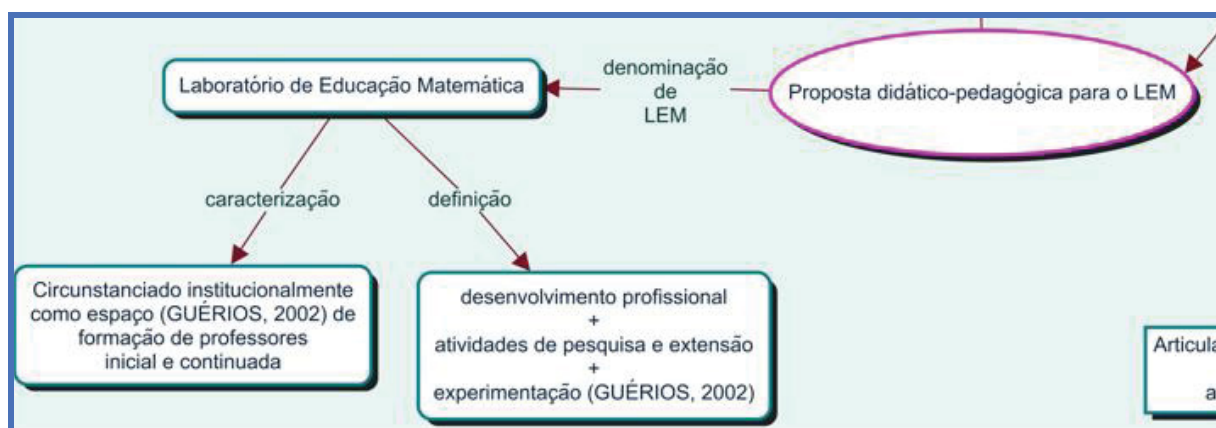 Laboratório de Educação Matemática
denominação
de
LEM
Proposta didático-pedagógica para o LEM
caracterização
definição
Circunstanciado institucionalmente
como espaço (GUÉRIOS, 2002) de
formação de professores
inicial e continuada
desenvolvimento profissional
+
atividades de pesquisa e extensão
+
experimentação (GUÉRIOS, 2002)
Articula
a